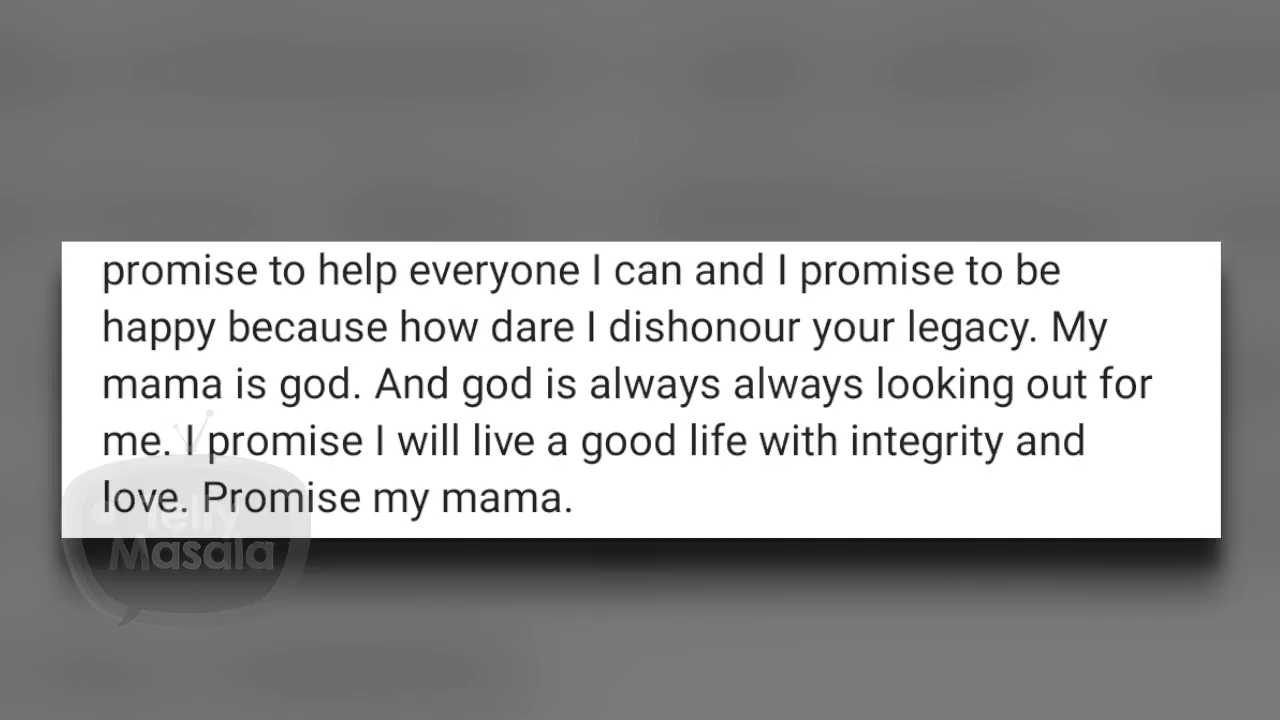 promise to help everyone I can and I promise to be
happy because how dare I dishonour your legacy. My
mama is god. And god is always always looking out for
me. I promise I will live a good life with integrity and
love. Promise my mama.
Telly
Masala